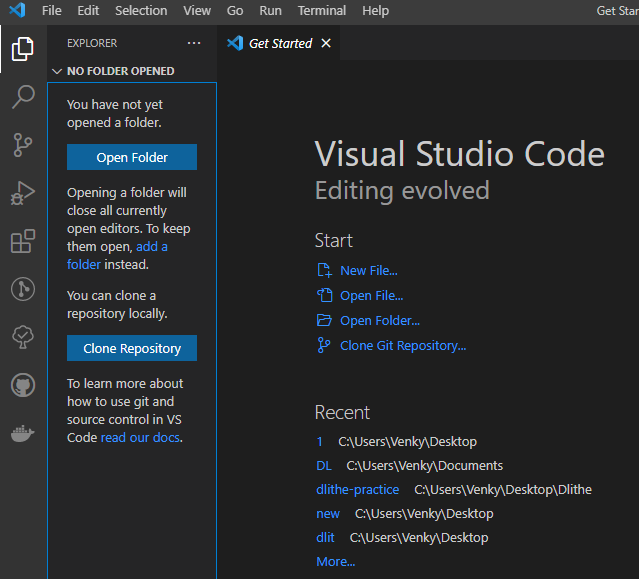 File Edit Selection View Go Run Terminal Help Get Star
EXPLORER ...
Get Started
NO FOLDER OPENED
You have not yet
opened a folder.
Open Folder
Opening a folder will
close all currently
open editors. To keep
them open, add a
folder instead.
You can clone a
repository locally.
Clone Repository
To learn more about
how to use git and
source control in VS
Code read our docs.
Visual Studio Code
Editing evolved
Start
New File...
Open File...
Open Folder...
Clone Git Repository...
Recent
1 C:\Users\Venky\Desktop
DL C:\Users\Venky\Documents
dlithe-practice C:\Users\Venky\Desktop\Dlithe
new C:\Users\Venky\Desktop
dlit C:\Users\Venky\Desktop
More...